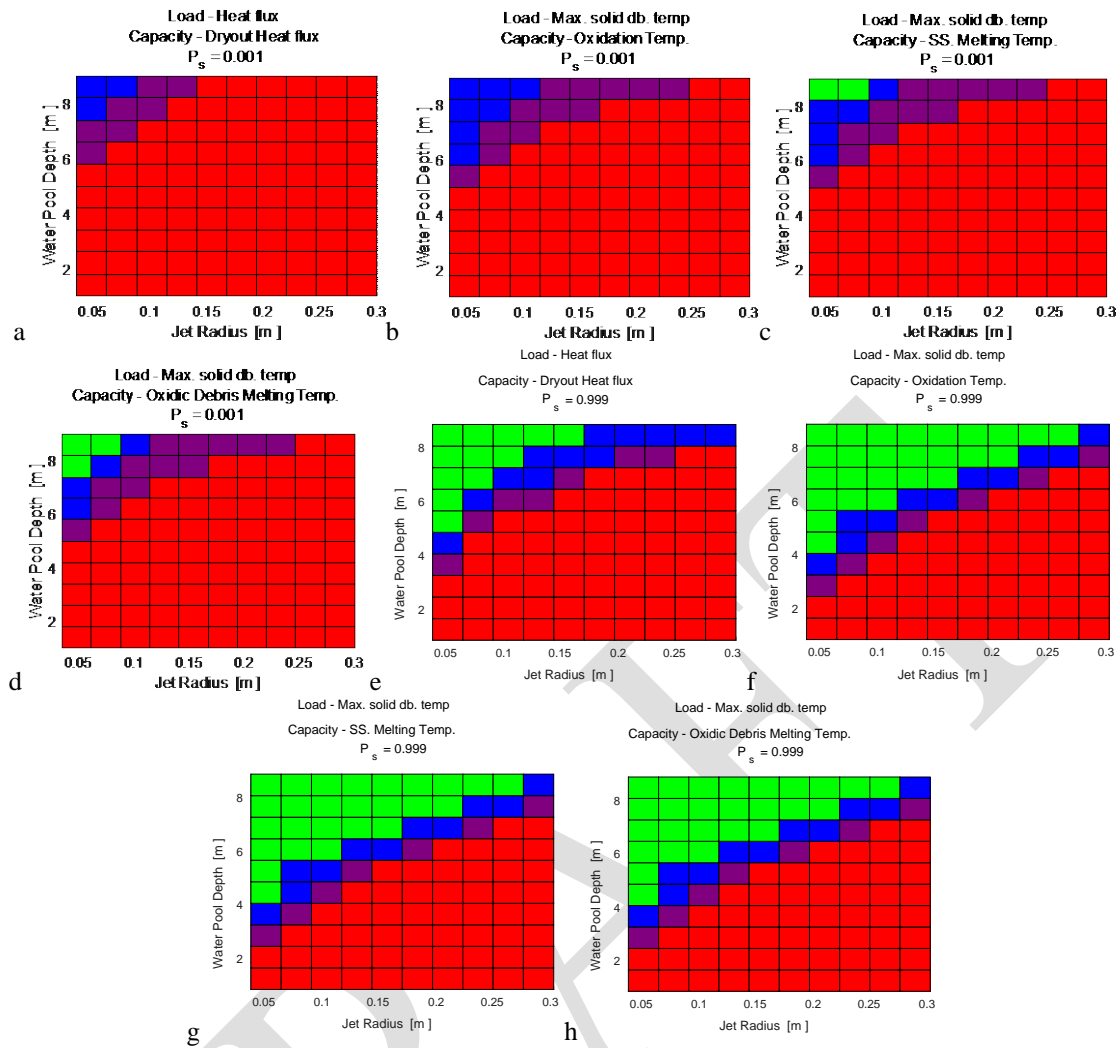 Load - Heat flux
Capacity - Dryout Heat flux
P s = 0.001
Water Pool Depth [m]
8
6
4
2
0.05 0.1 0.15 0.2 0.25 0.3
Jet Radius [m]
a
Load - Max. solid db. temp
Capacity - Oxidation Temp.
P s = 0.001
Water Pool Depth [m]
8
6
4
2
0.05 0.1 0.15 0.2 0.25 0.3
Jet Radius [m]
b
Load - Max. solid db. temp
Capacity - SS. Melting Temp.
P s = 0.001
Water Pool Depth [m]
8
6
4
2
0.05 0.1 0.15 0.2 0.25 0.3
Jet Radius [m]
c
Load - Max. solid db. temp
Capacity - Oxidic Debris Melting Temp.
P s = 0.001
Water Pool Depth [m]
8
6
4
2
0.05 0.1 0.15 0.2 0.25 0.3
Jet Radius [m]
d
Load - Heat flux
Capacity - Dryout Heat flux
P s = 0.999
Water Pool Depth [m]
8
6
4
2
0.05 0.1 0.15 0.2 0.25 0.3
Jet Radius [m]
e
Load - Max. solid db. temp
Capacity - Oxidation Temp.
P s = 0.999
Water Pool Depth [m]
8
6
4
2
0.05 0.1 0.15 0.2 0.25 0.3
Jet Radius [m]
f
Load - Max. solid db. temp
Capacity - SS. Melting Temp.
P s = 0.999
Water Pool Depth [m]
8
6
4
2
0.05 0.1 0.15 0.2 0.25 0.3
Jet Radius [m]
g
Load - Max. solid db. temp
Capacity - Oxidic Debris Melting Temp.
P s = 0.999
Water Pool Depth [m]
8
6
4
2
0.05 0.1 0.15 0.2 0.25 0.3
Jet Radius [m]
h